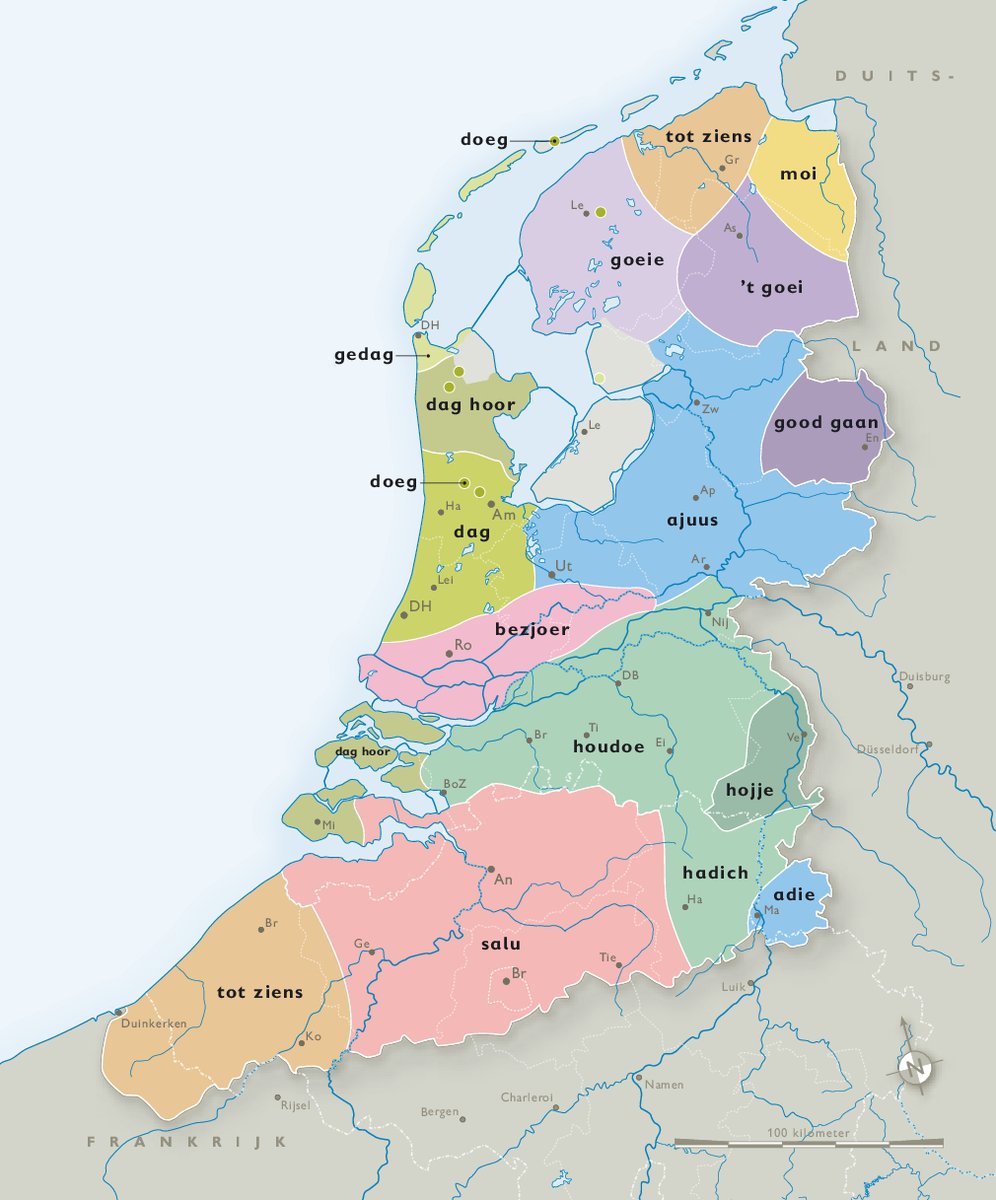 DUITS-
doeg
tot ziens
Gr
moi
Le
As
goeie
't goei
DH
LAND
gedag
dag hoor
Zw
Le
good gaan
En
doeg
Ap
Ha
Am
ajuus
dag
Ar
Ut
Lei
DH
bezjoer
Nij
Ro
DB
Duisburg
Br
Ti
houdoe
Ei
Ve
Düsseldorf
dag hoor
BoZ
hojje
Mi
An
hadich
adie
Ha
Ma
Br
Ge
salu
Tie
Br
Luik
tot ziens
Duinkerken
Ko
N
Namen
Rijsel
Charleroi
Bergen
100 kilometer
FRANKRIJK